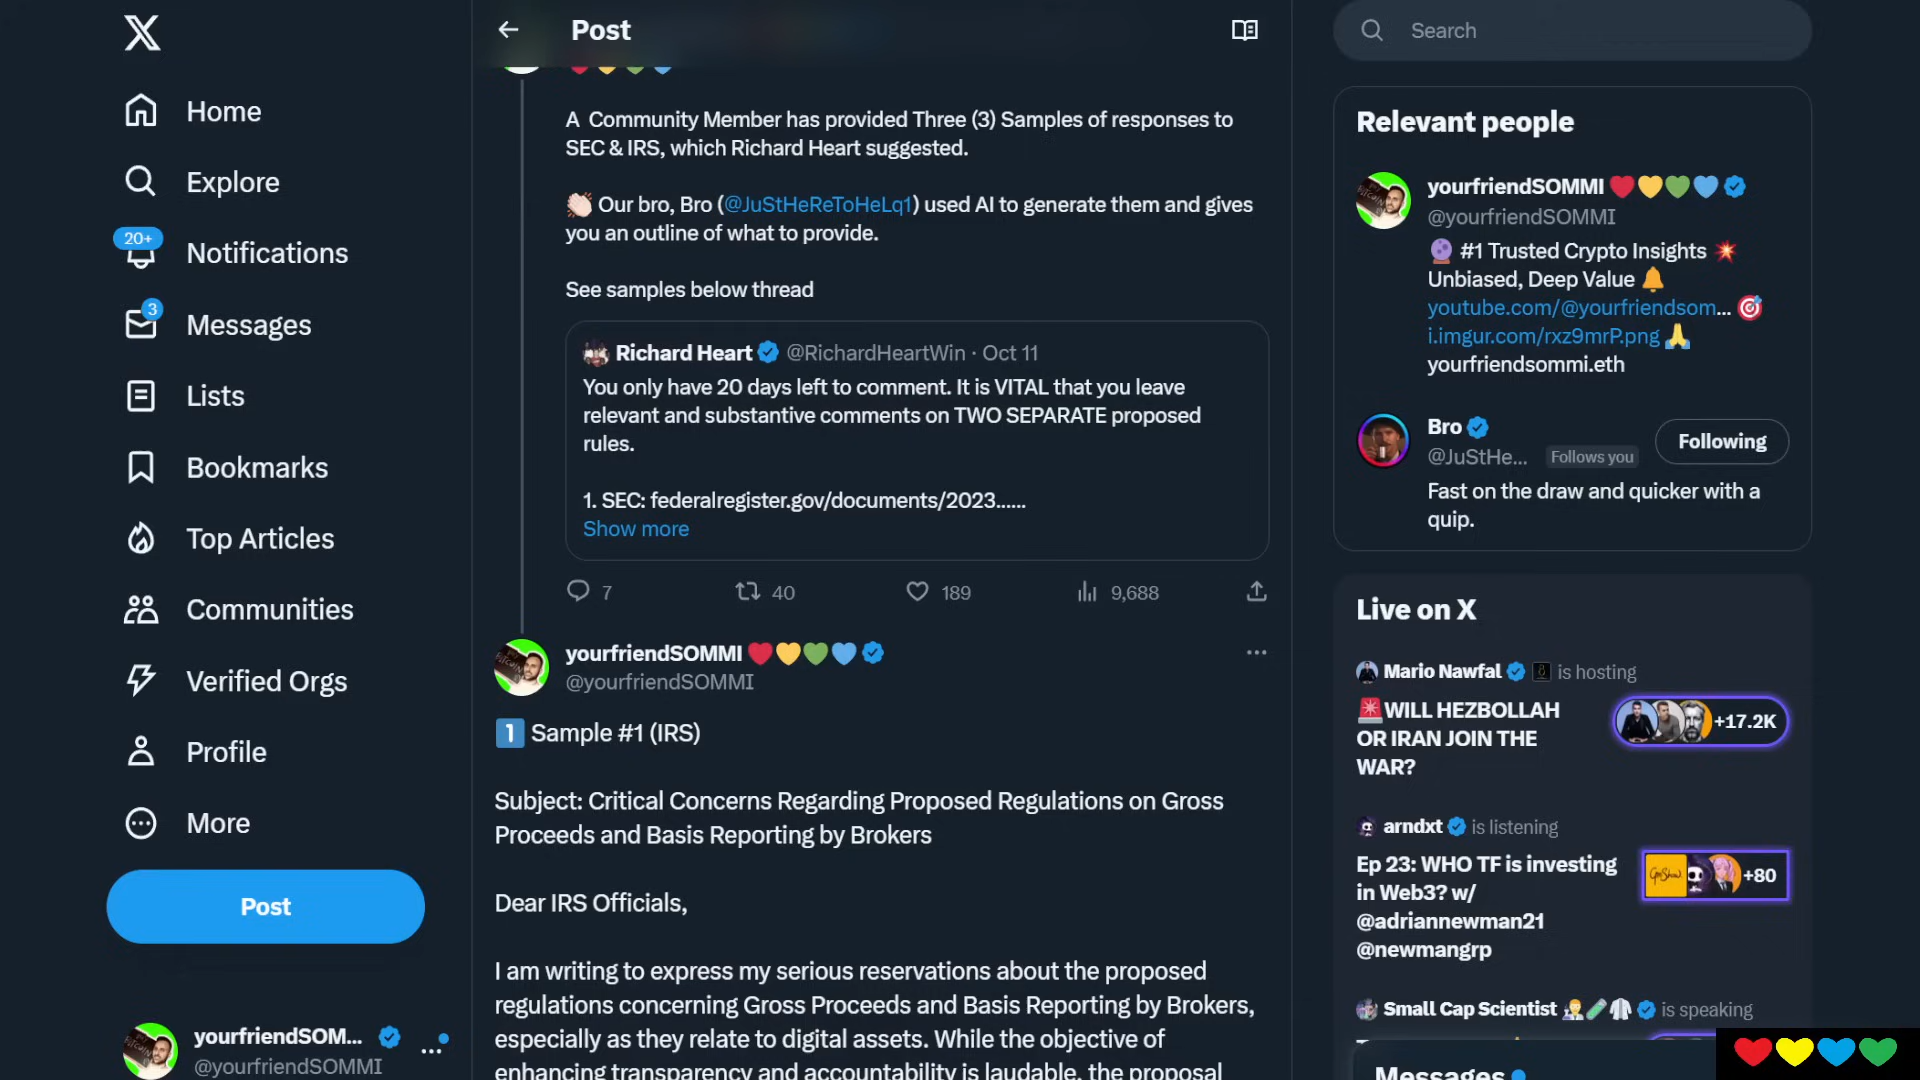 Home
Explore
20+
Notifications
3
Messages
Lists
Bookmarks
Top Articles
Communities
Verified Orgs
Profile
More
Post
yourfriendSOM...
@yourfriendSOMMI
Post
A Community Member has provided Three (3) Samples of responses to
SEC & IRS, which Richard Heart suggested.
Our bro, Bro (@JuStHeReToHeLq1) used AI to generate them and gives
you an outline of what to provide.
See samples below thread
Richard Heart @RichardHeartWin · Oct 11
You only have 20 days left to comment. It is VITAL that you leave
relevant and substantive comments on TWO SEPARATE proposed
rules.
1. SEC: federalregister.gov/documents/2023......
Show more
7 40 189 9,688
yourfriendSOMMI
@yourfriendSOMMI
1 Sample #1 (IRS)
Subject: Critical Concerns Regarding Proposed Regulations on Gross
Proceeds and Basis Reporting by Brokers
Dear IRS Officials,
I am writing to express my serious reservations about the proposed
regulations concerning Gross Proceeds and Basis Reporting by Brokers,
especially as they relate to digital assets. While the objective of
enhancing transparency and accountability is laudable, the proposal
Search
Relevant people
yourfriendSOMMI
@yourfriendSOMMI
#1 Trusted Crypto Insights
Unbiased, Deep Value
youtube.com/@yourfriendsom...
i.imgur.com/rxz9mrP.png
yourfriendsommi.eth
Bro
@JuStHe... Follows you
Following
Fast on the draw and quicker with a
quip.
Live on X
Mario Nawfal is hosting
WILL HEZBOLLAH
OR IRAN JOIN THE
WAR?
+17.2K
arndxt is listening
Ep 23: WHO TF is investing
in Web3? w/
@adriannewman21
@newmangrp
+80
Small Cap Scientist is speaking
Messages